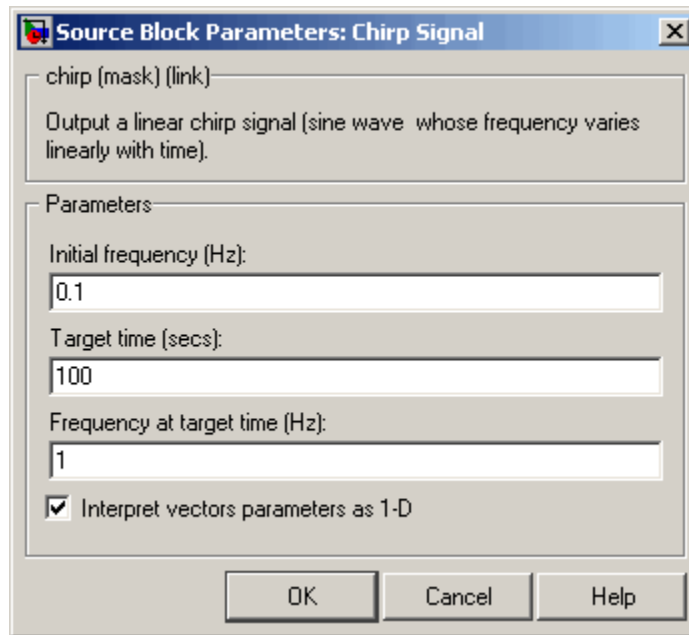 Source Block Parameters: Chirp Signal
chirp (mask) (link)
Output a linear chirp signal (sine wave  whose frequency varies
linearly with time).
Parameters
Initial frequency (Hz):
0.1
Target time (secs):
100
Frequency at target time (Hz):
1
Interpret vectors parameters as 1-D
OK Cancel Help